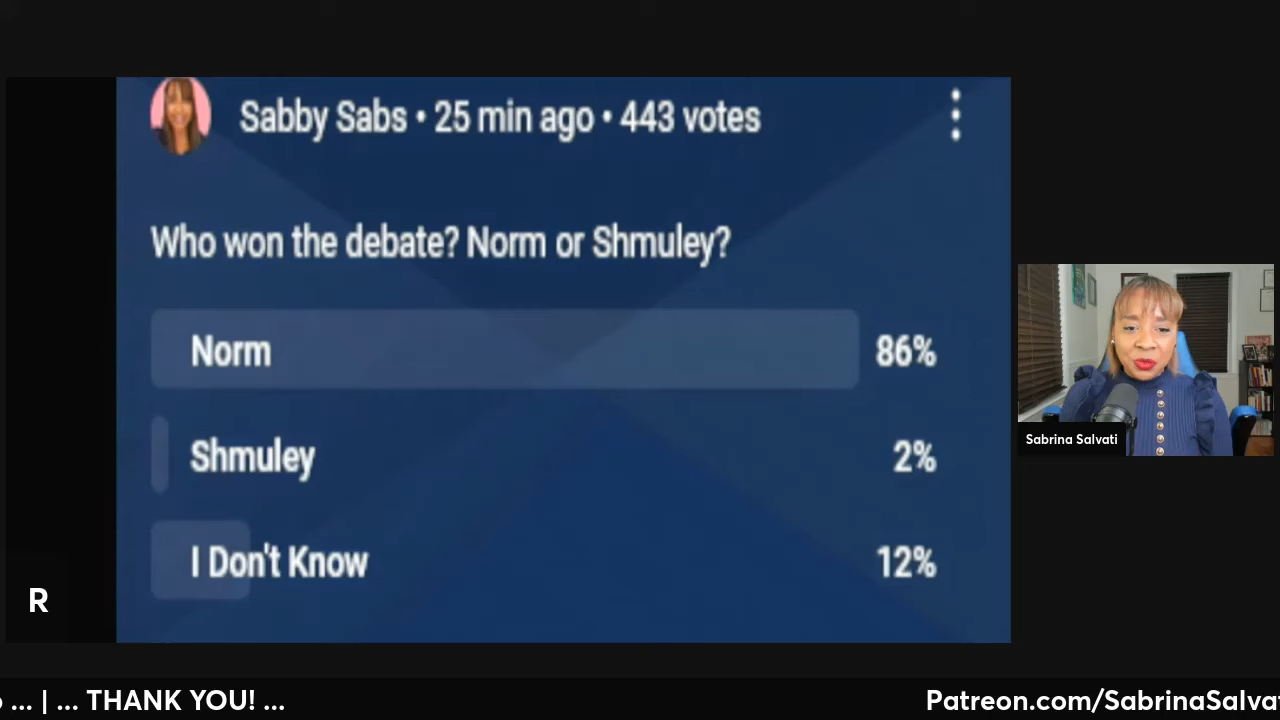 Sabby Sabs • 25 min ago • 443 votes
Who won the debate? Norm or Shmuley?
Norm 86%
Shmuley 2%
I Don't Know 12%
Sabrina Salvati
R
... | ... THANK YOU! ...
Patreon.com/SabrinaSalvat